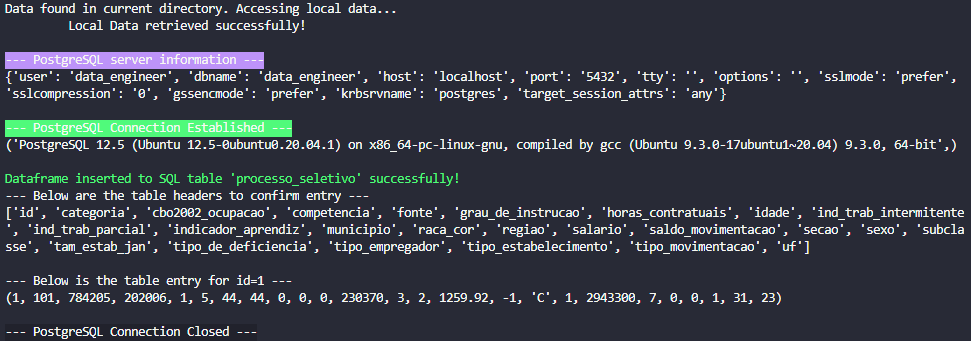 Data found in current directory. Accessing local data...
Local Data retrieved successfully!
--- PostgreSQL server information ---
{'user': 'data_engineer', 'dbname': 'data_engineer', 'host': 'localhost', 'port': '5432', 'tty': '', 'options': '', 'sslmode': 'prefer',
'sslcompression': '0', 'gssencmode': 'prefer', 'krbsrvname': 'postgres', 'target_session_attrs': 'any'}
--- PostgreSQL Connection Established ---
('PostgreSQL 12.5 (Ubuntu 12.5-0ubuntu0.20.04.1) on x86_64-pc-linux-gnu, compiled by gcc (Ubuntu 9.3.0-17ubuntu1~20.04) 9.3.0, 64-bit',)
Dataframe inserted to SQL table 'processo_seletivo' successfully!
--- Below are the table headers to confirm entry ---
['id', 'categoria', 'cbo2002_ocupacao', 'competencia', 'fonte', 'grau_de_instrucao', 'horas_contratuais', 'idade', 'ind_trab_intermitente
', 'ind_trab_parcial', 'indicador_aprendiz', 'municipio', 'raca_cor', 'regiao', 'salario', 'saldo_movimentacao', 'secao', 'sexo', 'subcla
sse', 'tam_estab_jan', 'tipo_de_deficiencia', 'tipo_empregador', 'tipo_estabelecimento', 'tipo_movimentacao', 'uf']
--- Below is the table entry for id=1 ---
(1, 101, 784205, 202006, 1, 5, 44, 44, 0, 0, 0, 230370, 3, 2, 1259.92, -1, 'C', 1, 2943300, 7, 0, 0, 1, 31, 23)
--- PostgreSQL Connection Closed ---